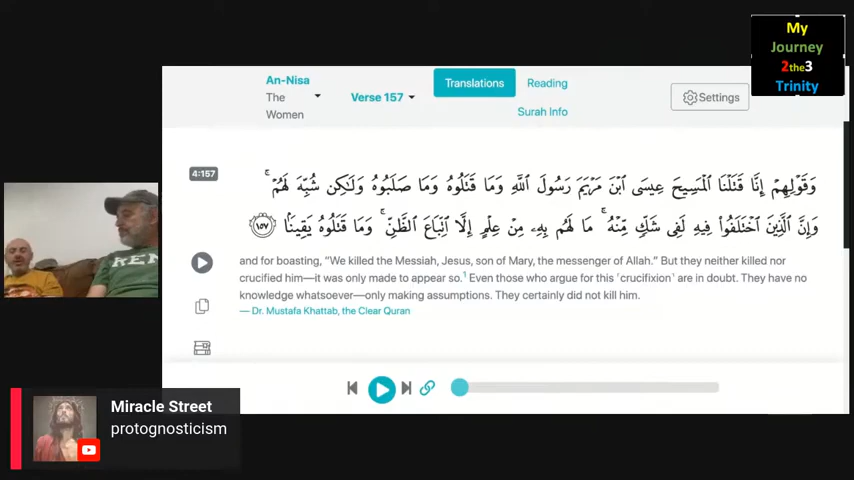 My
Journey
2the3
Trinity
An-Nisa
The
Women
Verse 157
Translations
Reading
Surah Info
Settings
4:157
وَقَوْلِهِمْ إِنَّا قَتَلْنَا ٱلْمَسِيحَ عِيسَى ٱبْنَ مَرْيَمَ رَسُولَ ٱللَّهِ وَمَا قَتَلُوهُ وَمَا صَلَبُوهُ وَلَـٰكِن شُبِّهَ لَهُمْ ۚ
وَإِنَّ ٱلَّذِينَ ٱخْتَلَفُوا۟ فِيهِ لَفِى شَكٍّ مِّنْهُ ۚ مَا لَهُم بِهِۦ مِنْ عِلْمٍ إِلَّا ٱتِّبَاعَ ٱلظَّنِّ ۚ وَمَا قَتَلُوهُ يَقِينًۢا ١٥٧
and for boasting, “We killed the Messiah, Jesus, son of Mary, the messenger of Allah.” But they neither killed nor
crucified him—it was only made to appear so.1 Even those who argue for this ˹crucifixion˺ are in doubt. They have no
knowledge whatsoever—only making assumptions. They certainly did not kill him.
— Dr. Mustafa Khattab, the Clear Quran
REN
Miracle Street
protognosticism